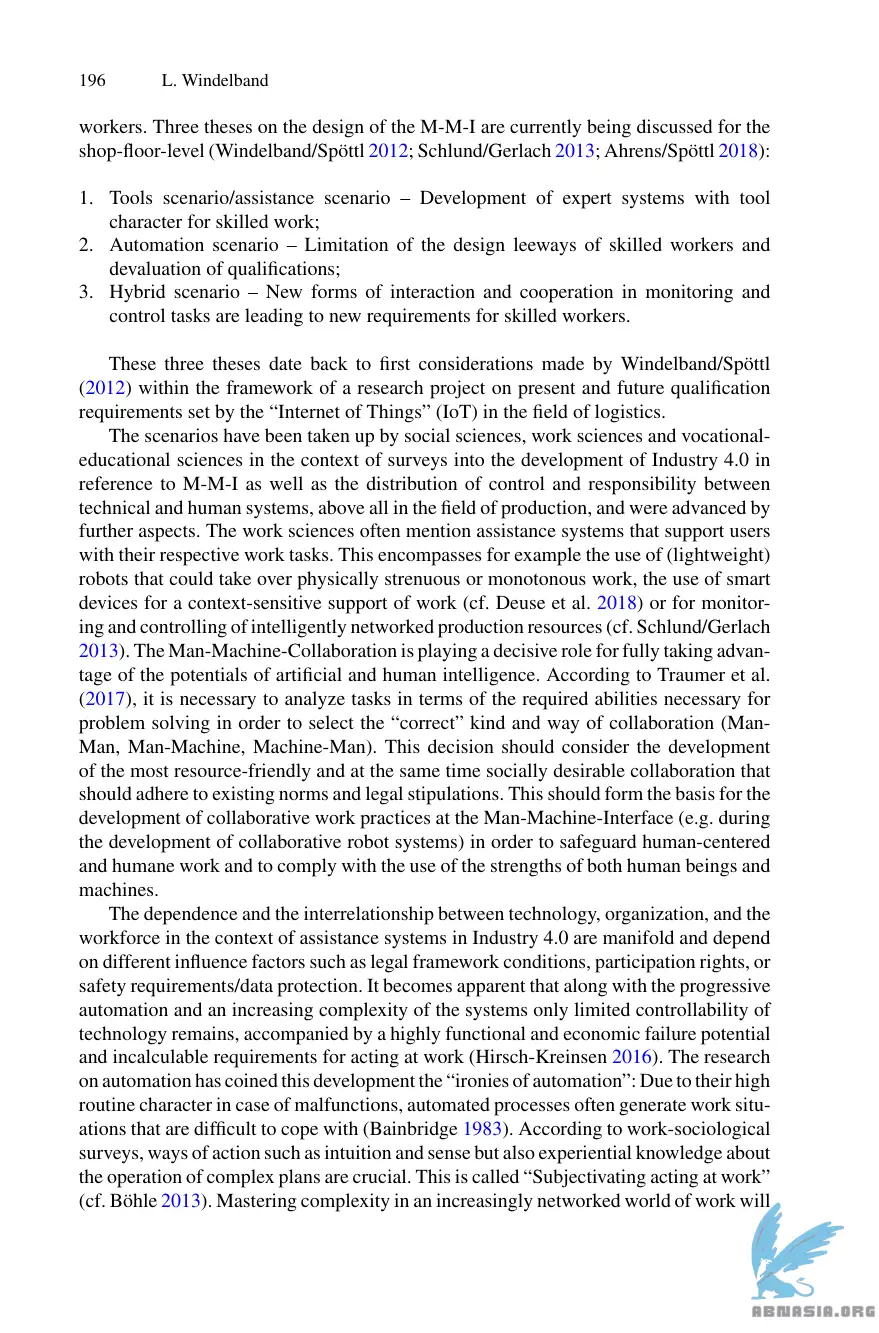 196 L. Windelband
workers. Three theses on the design of the M-M-I are currently being discussed for the
shop-floor-level (Windelband/Spöttl 2012; Schlund/Gerlach 2013; Ahrens/Spöttl 2018):
1. Tools scenario/assistance scenario – Development of expert systems with tool
character for skilled work;
2. Automation scenario – Limitation of the design leeways of skilled workers and
devaluation of qualifications;
3. Hybrid scenario – New forms of interaction and cooperation in monitoring and
control tasks are leading to new requirements for skilled workers.
These three theses date back to first considerations made by Windelband/Spöttl
(2012) within the framework of a research project on present and future qualification
requirements set by the “Internet of Things” (IoT) in the field of logistics.
The scenarios have been taken up by social sciences, work sciences and vocational-
educational sciences in the context of surveys into the development of Industry 4.0 in
reference to M-M-I as well as the distribution of control and responsibility between
technical and human systems, above all in the field of production, and were advanced by
further aspects. The work sciences often mention assistance systems that support users
with their respective work tasks. This encompasses for example the use of (lightweight)
robots that could take over physically strenuous or monotonous work, the use of smart
devices for a context-sensitive support of work (cf. Deuse et al. 2018) or for monitor-
ing and controlling of intelligently networked production resources (cf. Schlund/Gerlach
2013). The Man-Machine-Collaboration is playing a decisive role for fully taking advan-
tage of the potentials of artificial and human intelligence. According to Traumer et al.
(2017), it is necessary to analyze tasks in terms of the required abilities necessary for
problem solving in order to select the “correct” kind and way of collaboration (Man-
Man, Man-Machine, Machine-Man). This decision should consider the development
of the most resource-friendly and at the same time socially desirable collaboration that
should adhere to existing norms and legal stipulations. This should form the basis for the
development of collaborative work practices at the Man-Machine-Interface (e.g. during
the development of collaborative robot systems) in order to safeguard human-centered
and humane work and to comply with the use of the strengths of both human beings and
machines.
The dependence and the interrelationship between technology, organization, and the
workforce in the context of assistance systems in Industry 4.0 are manifold and depend
on different influence factors such as legal framework conditions, participation rights, or
safety requirements/data protection. It becomes apparent that along with the progressive
automation and an increasing complexity of the systems only limited controllability of
technology remains, accompanied by a highly functional and economic failure potential
and incalculable requirements for acting at work (Hirsch-Kreinsen 2016). The research
on automation has coined this development the “ironies of automation”: Due to their high
routine character in case of malfunctions, automated processes often generate work situ-
ations that are difficult to cope with (Bainbridge 1983). According to work-sociological
surveys, ways of action such as intuition and sense but also experiential knowledge about
the operation of complex plans are crucial. This is called “Subjectivating acting at work”
(cf. Böhle 2013). Mastering complexity in an increasingly networked world of work will
ABNASIA.ORG